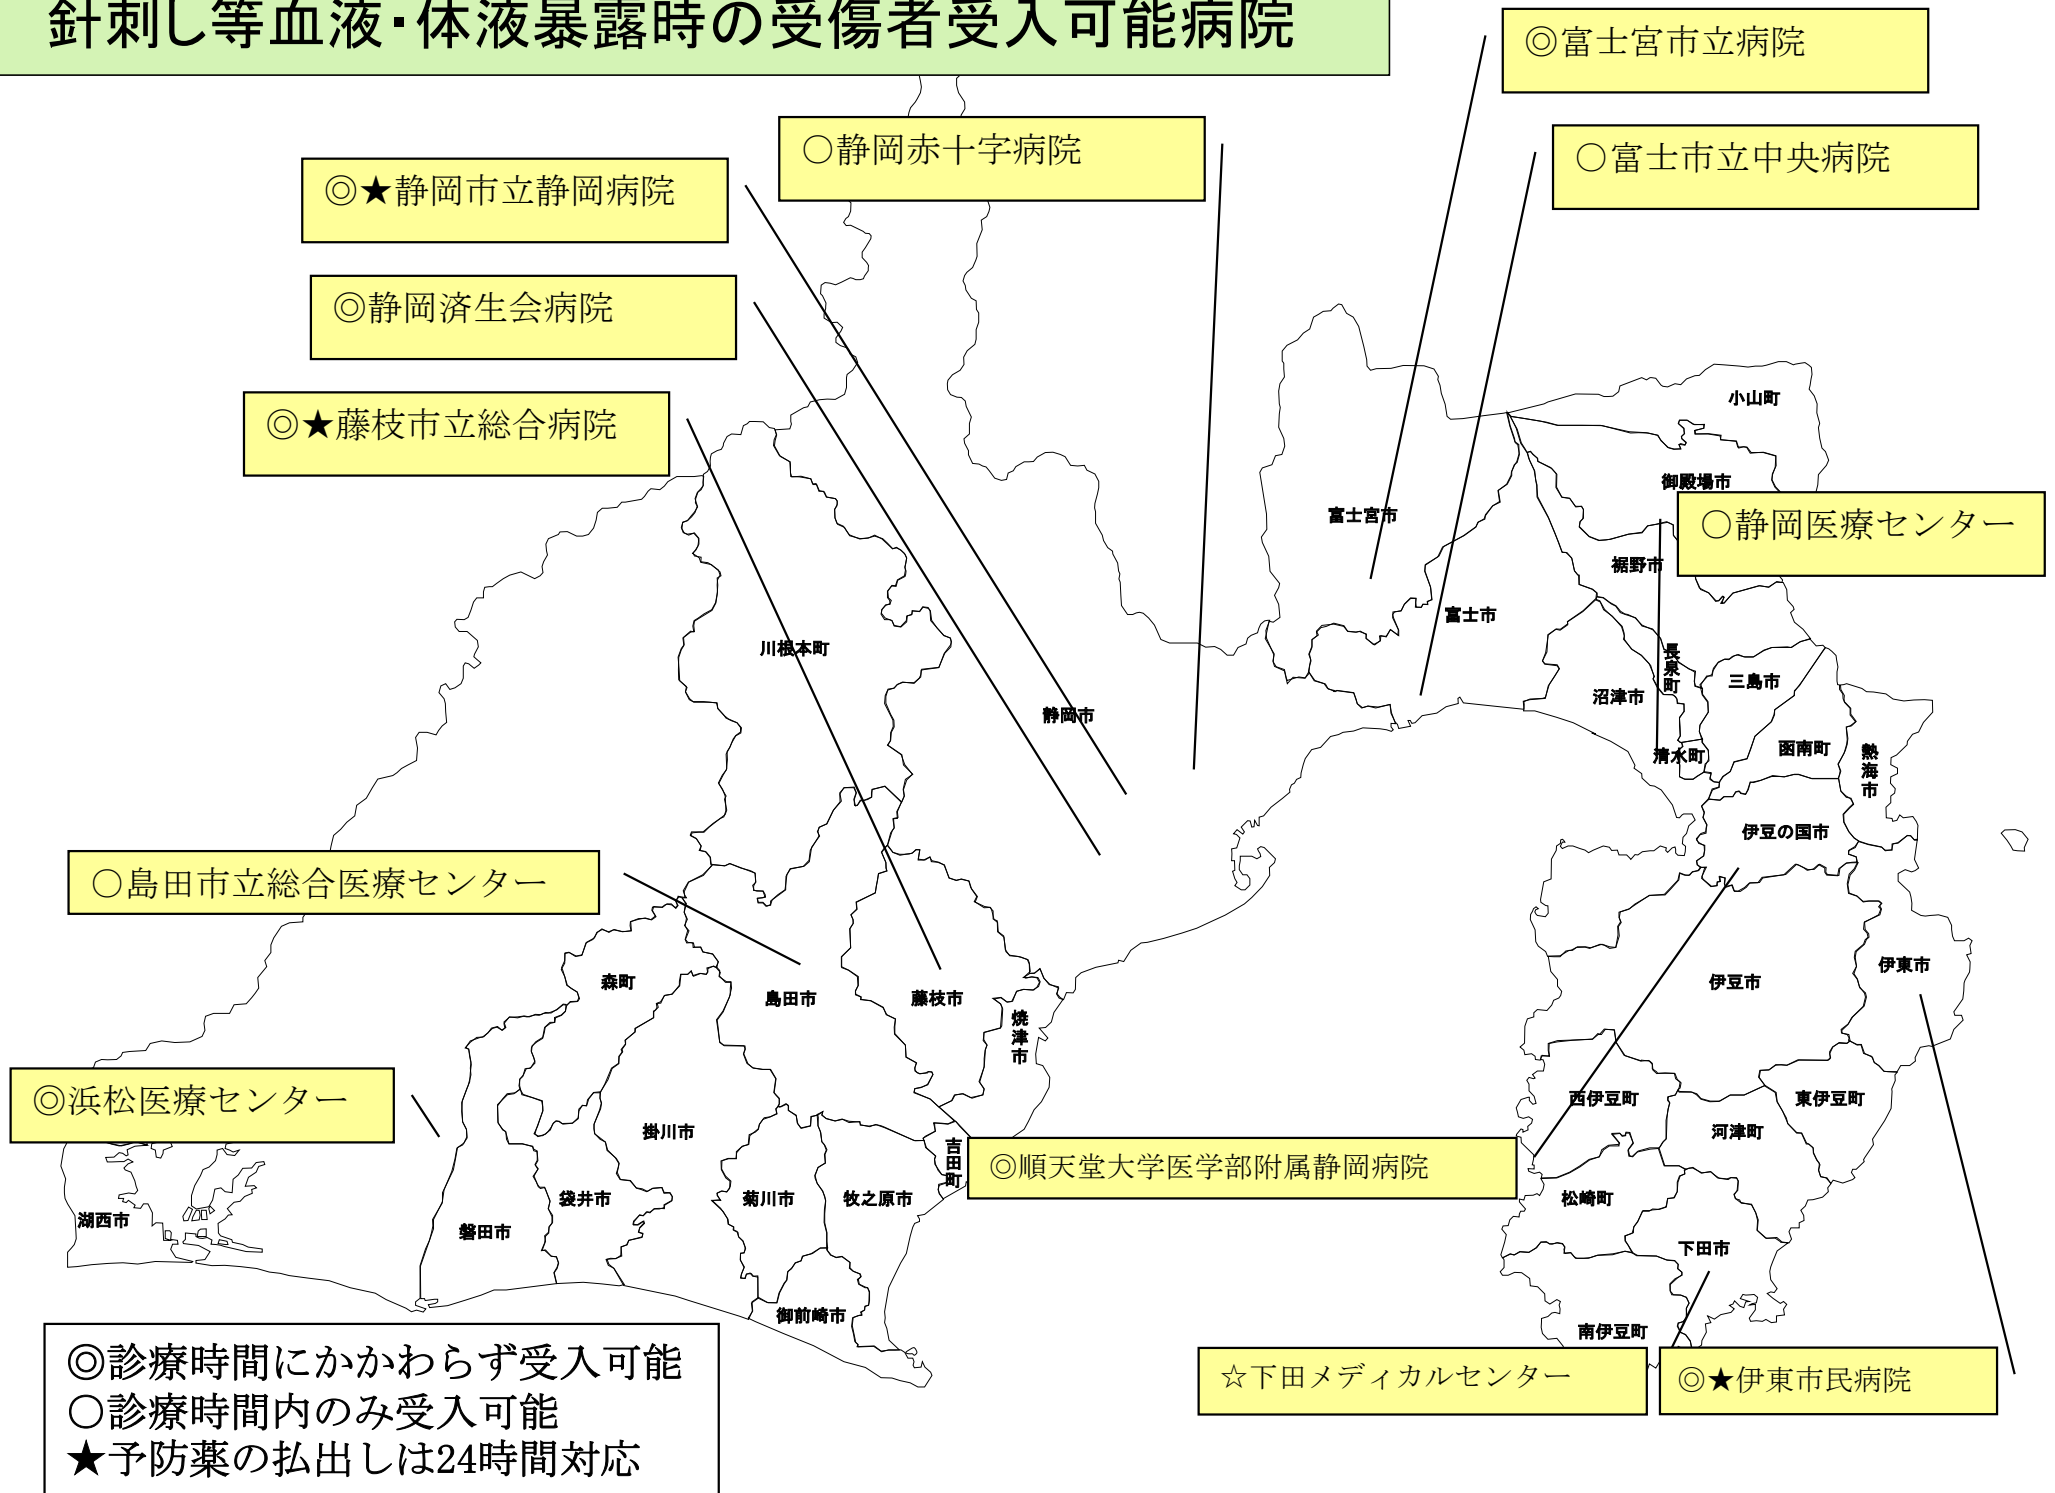 針刺し等血液・体液暴露時の受傷者受入可能病院
◎富士宮市立病院
○静岡赤十字病院
○富士市立中央病院
◎★静岡市立静岡病院
◎静岡済生会病院
◎★藤枝市立総合病院
小山町
御殿場市
○静岡医療センター
富士宮市
裾野市
富士市
川根本町
長泉町
三島市
沼津市
静岡市
清水町
函南町
熱海市
伊豆の国市
○島田市立総合医療センター
森町
島田市
藤枝市
焼津市
伊豆市
伊東市
◎浜松医療センター
西伊豆町
東伊豆町
掛川市
河津町
吉田町
◎順天堂大学医学部附属静岡病院
湖西市
磐田市
袋井市
菊川市
牧之原市
松崎町
下田市
御前崎市
南伊豆町
☆下田メディカルセンター
◎★伊東市民病院
◎診療時間にかかわらず受入可能
○診療時間内のみ受入可能
★予防薬の払出しは24時間対応